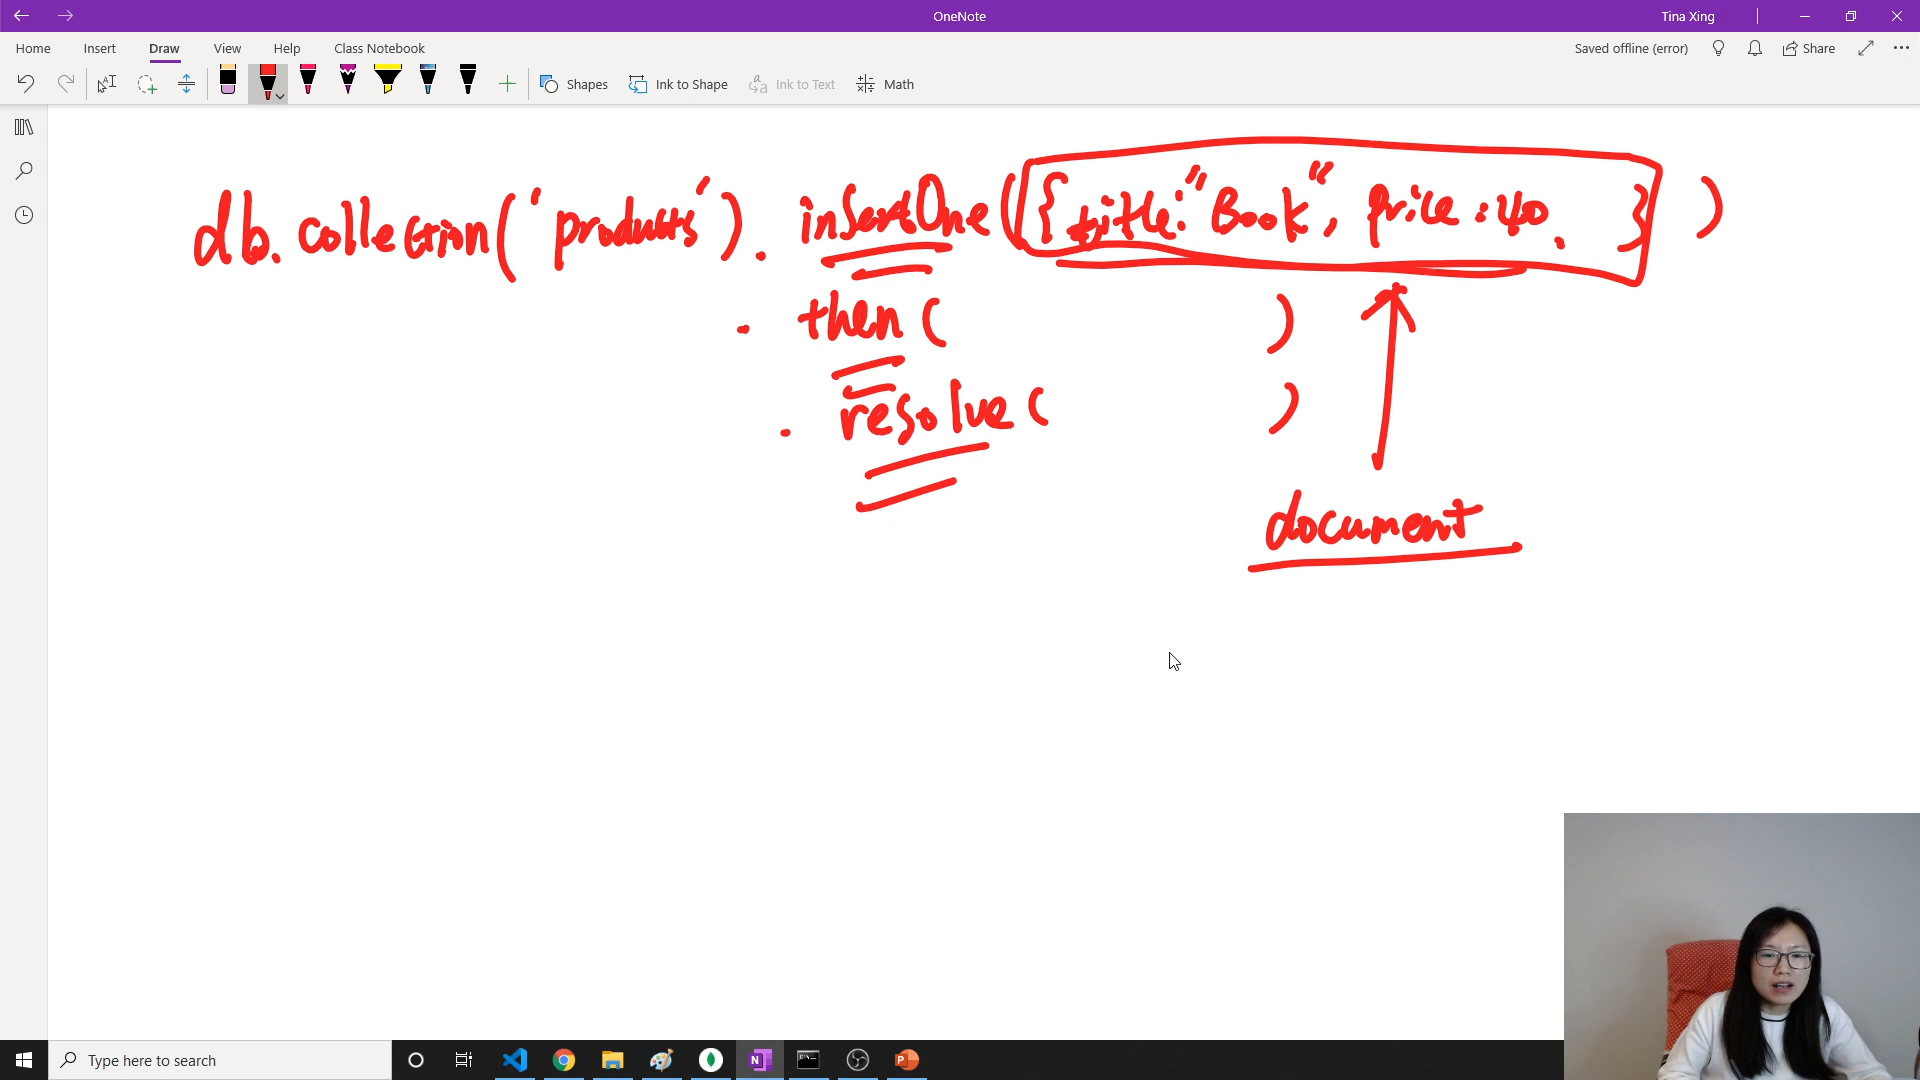 OneNote
Tina Xing
Home Insert Draw View Help Class Notebook
Saved offline (error) Share
Shapes Ink to Shape Ink to Text Math
db.collection('products').insertOne({title:"Book", Price:40. })
.then( )
.resolve( )
document
Type here to search